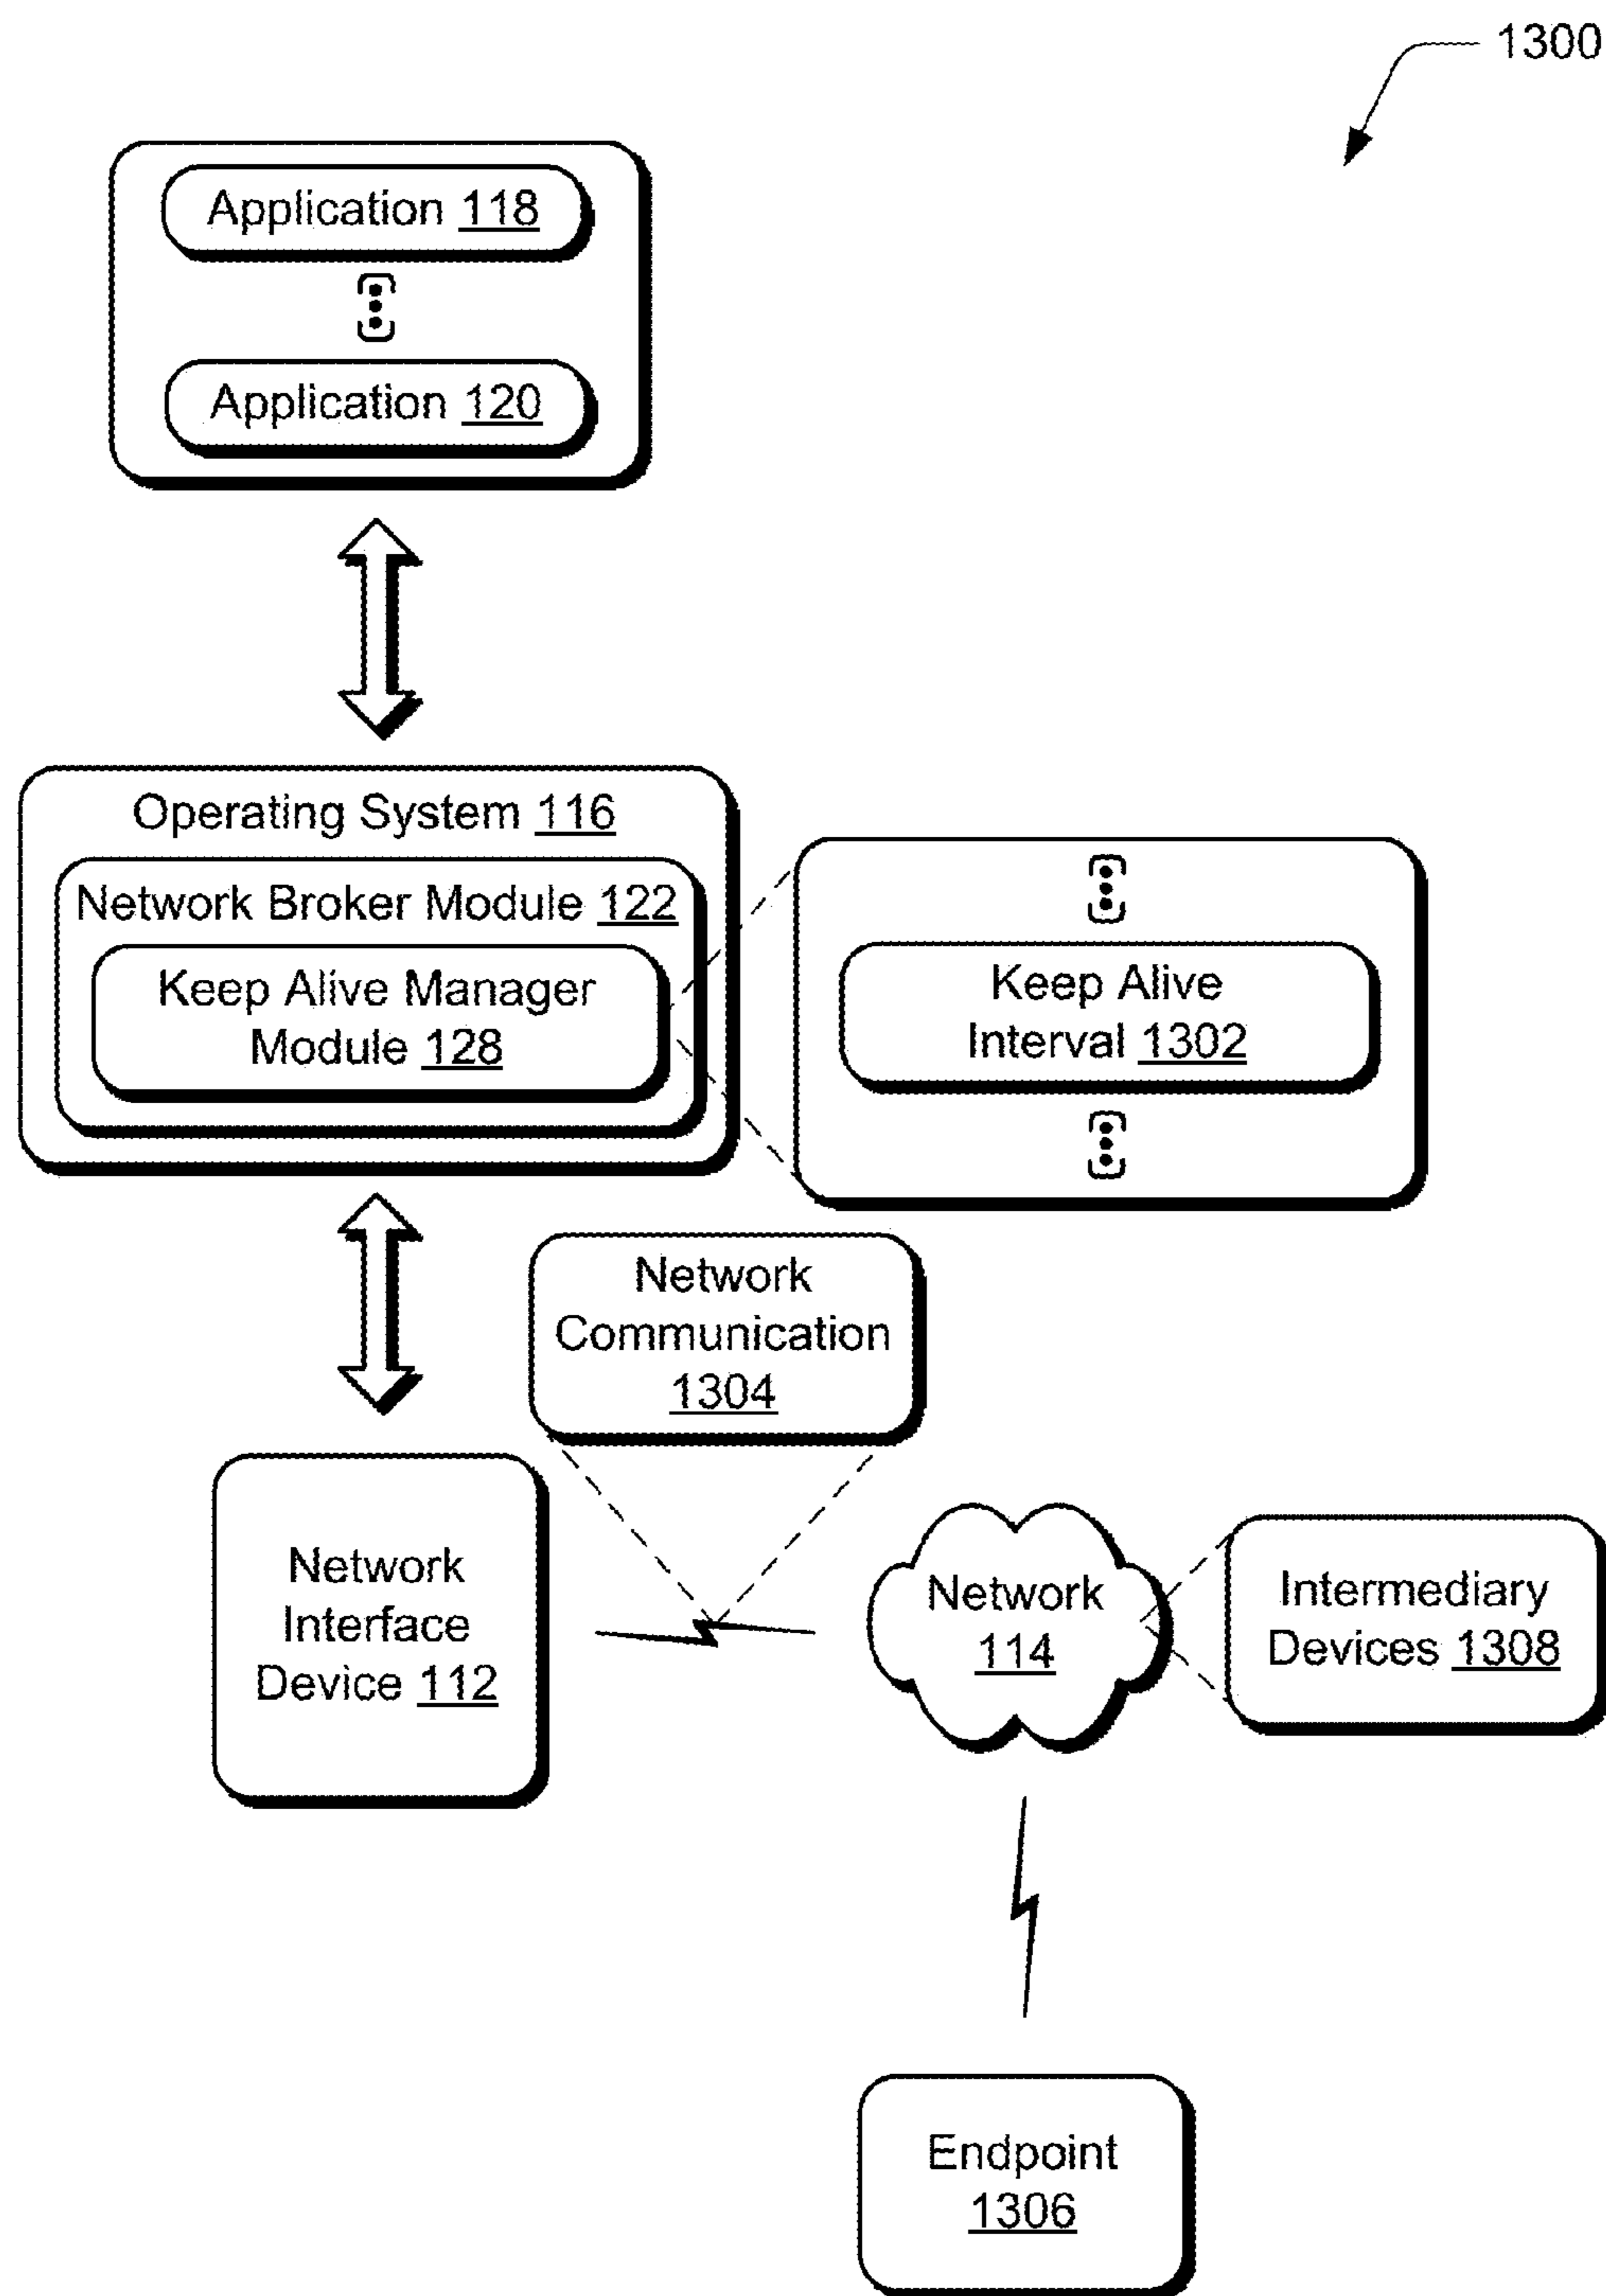 1300
Application 118
Application 120
Operating System 116
Network Broker Module 122
Keep Alive Manager
Module 128
Keep Alive
Interval 1302
Network
Communication
1304
Network
Interface
Device 112
Network
114
Intermediary
Devices 1308
Endpoint
1306